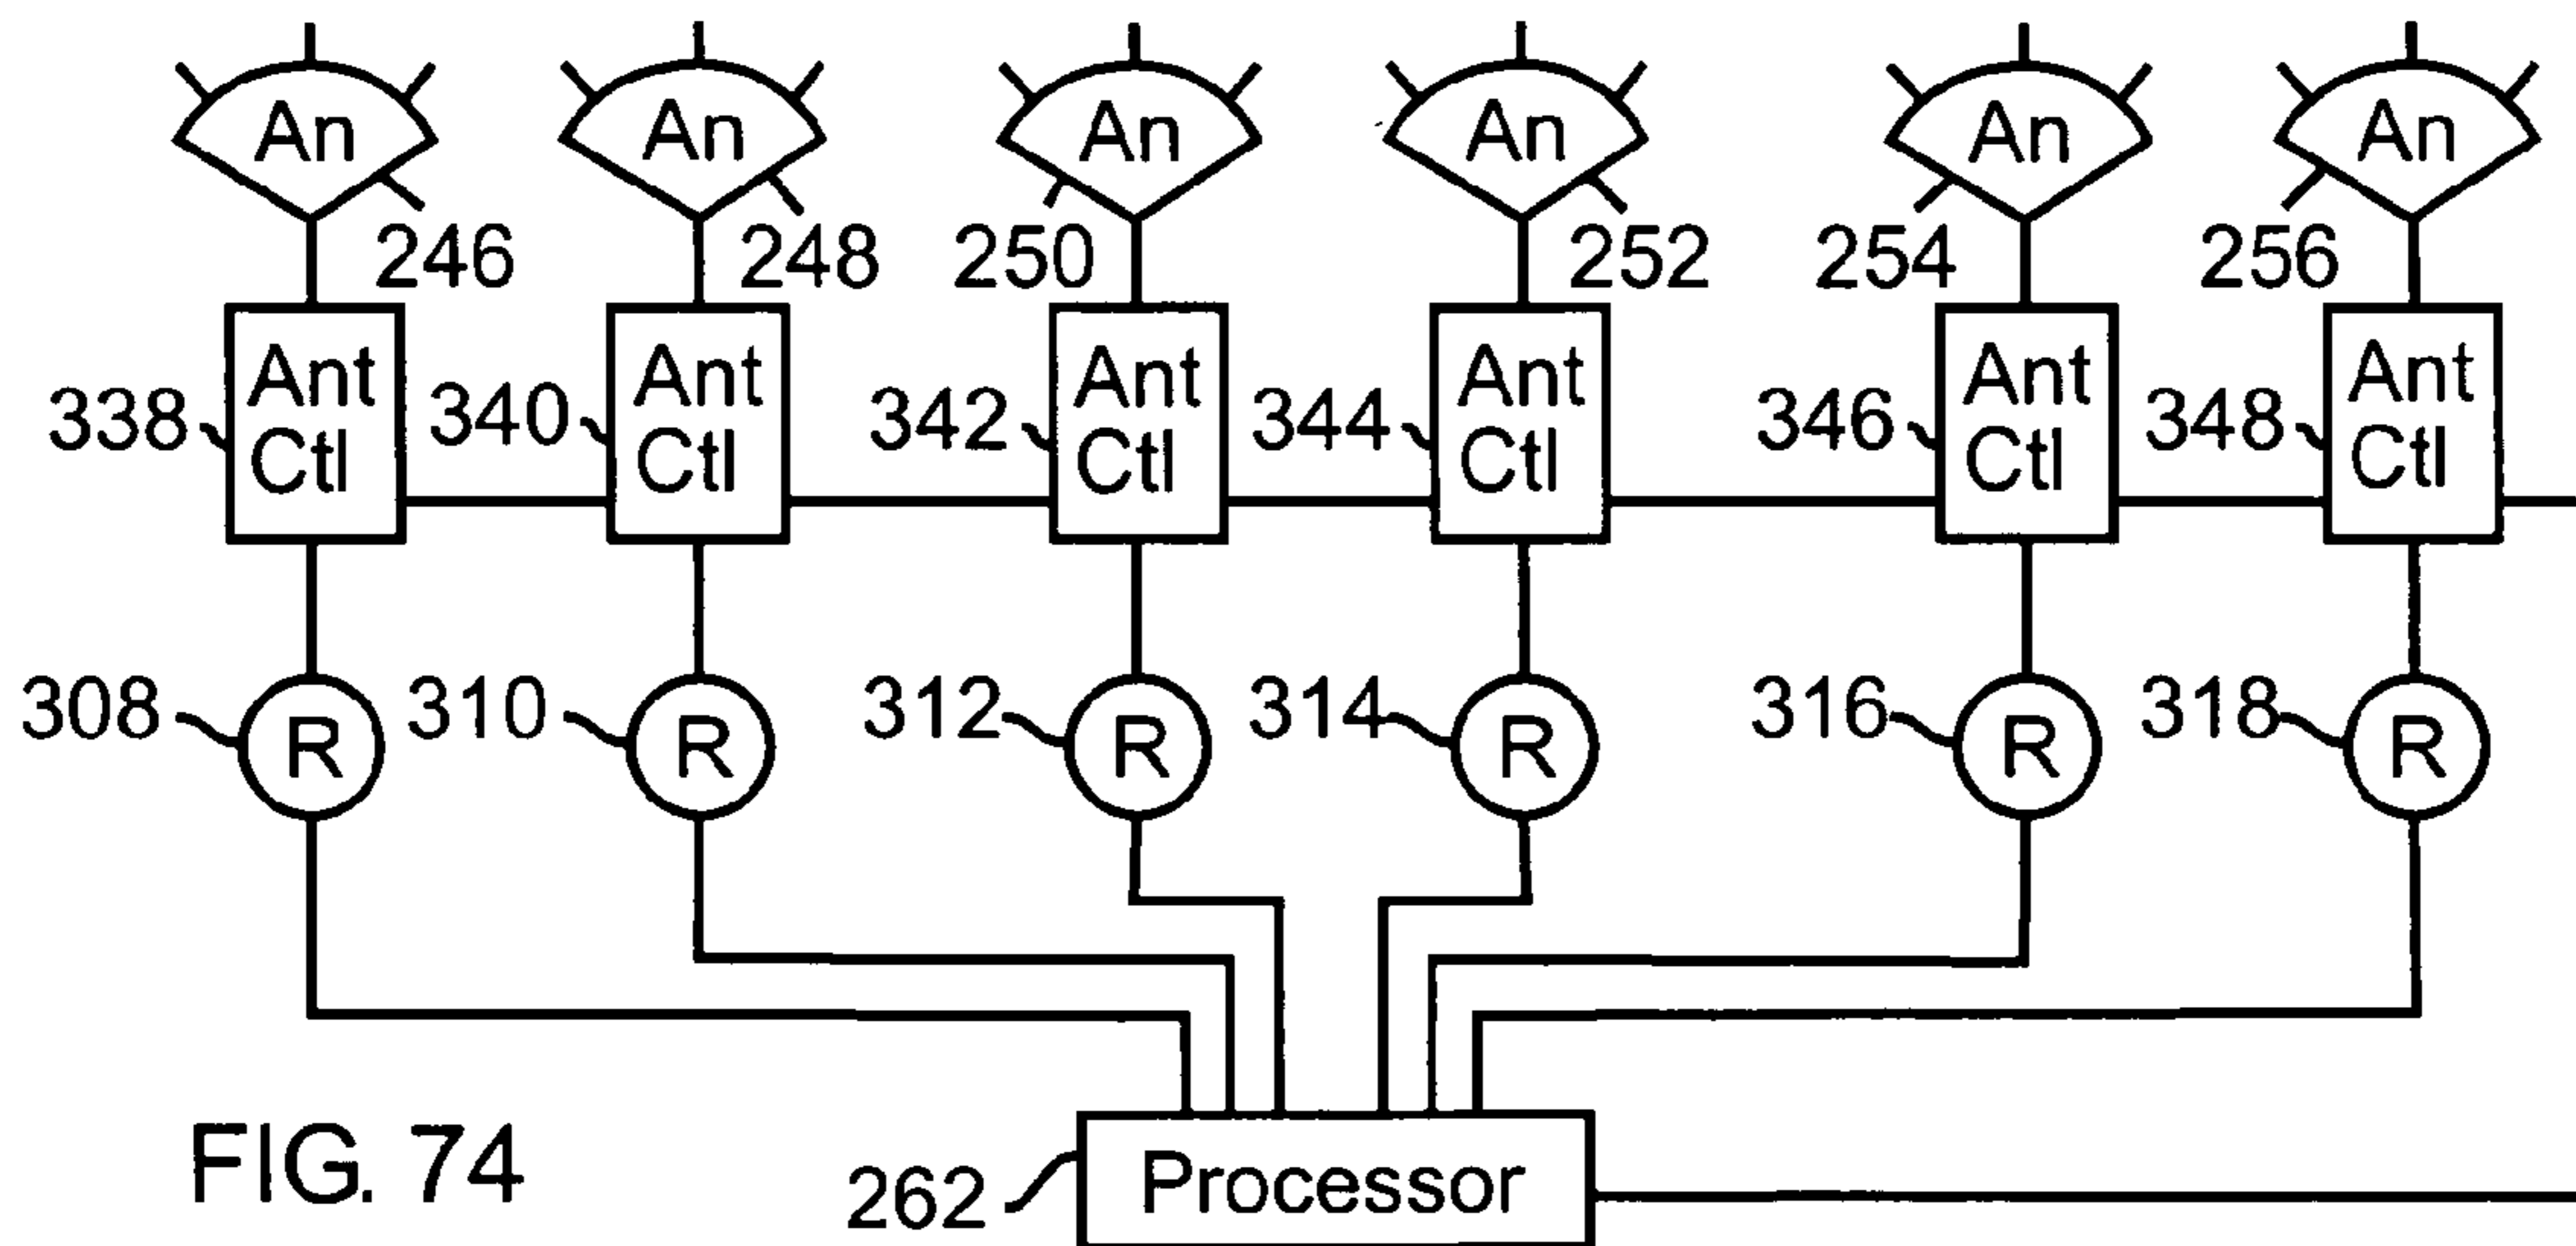 An An An An An An
246 248 250 252 254 256
Ant Ctl Ant Ctl Ant Ctl Ant Ctl Ant Ctl Ant Ctl
338 340 342 344 346 348
308 R 310 R 312 R 314 R 316 R 318 R
FIG. 74
262 Processor